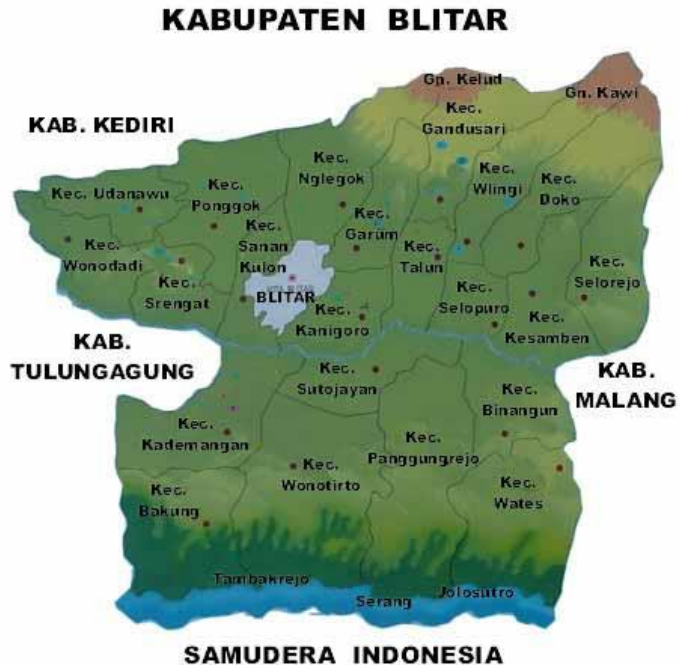 KABUPATEN BLITAR
Gn. Kelud
Gn. Kawi
KAB. KEDIRI
Kec.
Gandusari
Kec.
Nglegok
Kec.
Wlingi
Kec.
Doko
Kec. Udanawu
Kec.
Ponggok
Kec.
Sanan
Kulon
Kec.
Garum
Kec.
Talun
Kec.
Wonodadi
Kec.
Srengat
KOTA BLITAR
BLITAR
Kec.
Kanigoro
Kec.
Selopuro
Kec.
Selorejo
Kec.
Kesamben
KAB.
TULUNGAGUNG
KAB.
MALANG
Kec.
Sutojayan
Kec.
Binangun
Kec.
Kademangan
Kec.
Panggungrejo
Kec.
Wonotirto
Kec.
Wates
Kec.
Bakung
Tambakrejo
Serang
Jolosutro
SAMUDERA INDONESIA